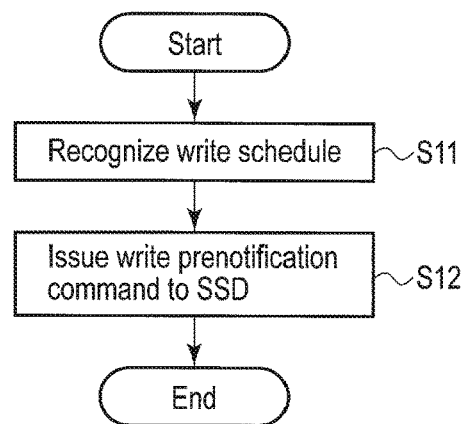 Start
Recognize write schedule
S11
Issue write prenotification
command to SSD
S12
End